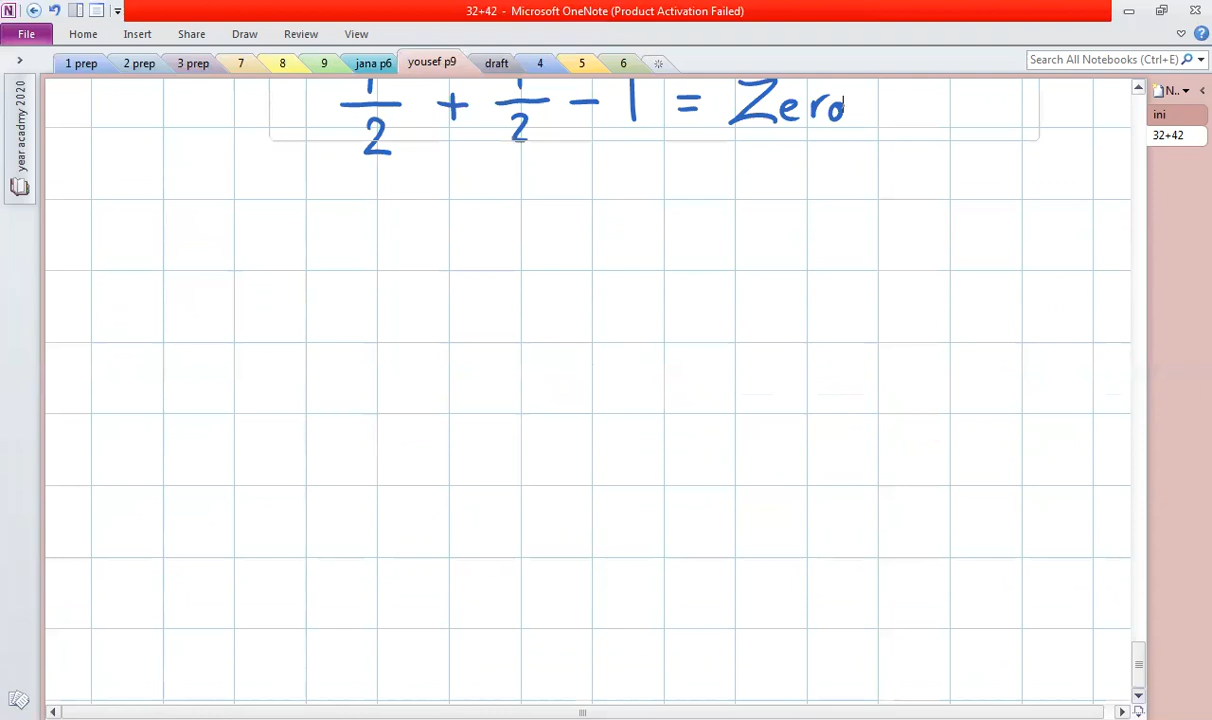 32+42 - Microsoft OneNote (Product Activation Failed)
File Home Insert Share Draw Review View
1 prep 2 prep 3 prep 7 8 9 jana p6 yousef p9 draft 4 5 6
Search All Notebooks (Ctrl+E)
N..
ini
32+42
year academy 2020
1/2 + 1/2 - 1 = Zero